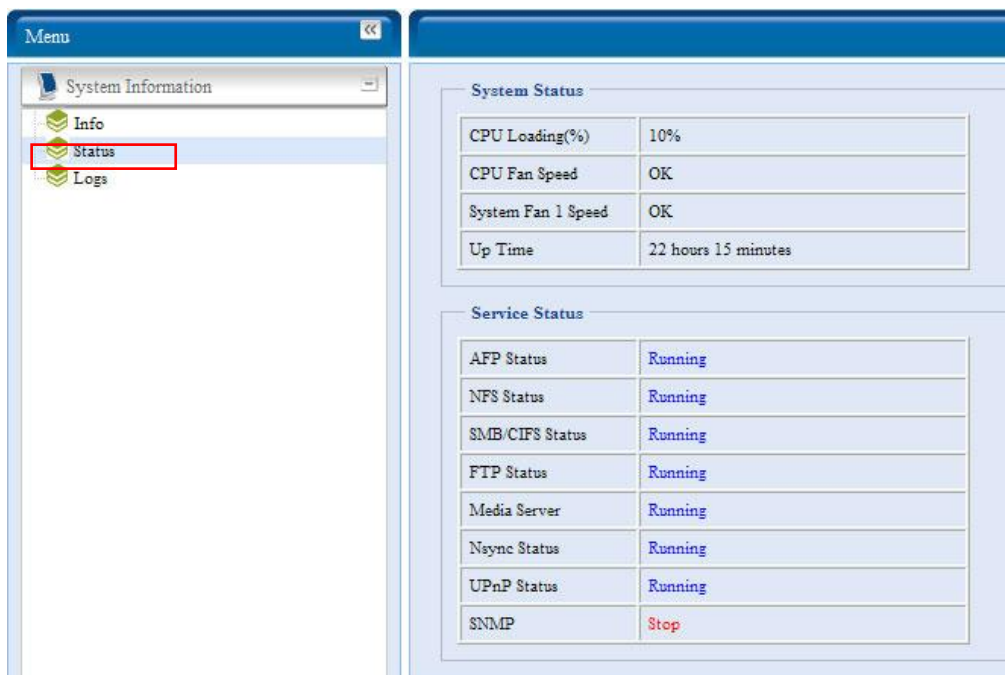 Menu
System Information
Info
Status
Logs
System Status
CPU Loading(%) 10%
CPU Fan Speed OK
System Fan 1 Speed OK
Up Time 22 hours 15 minutes
Service Status
AFP Status Running
NFS Status Running
SMB/CIFS Status Running
FTP Status Running
Media Server Running
Nsync Status Running
UPnP Status Running
SNMP Stop